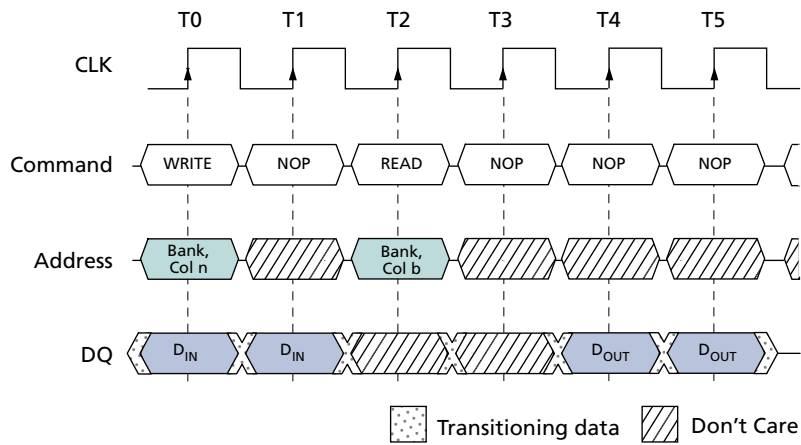 T0 T1 T2 T3 T4 T5
CLK
Command WRITE NOP READ NOP NOP NOP
Address Bank, Col n Bank, Col b
DQ DIN DIN DOUT DOUT
Transitioning data Don't Care